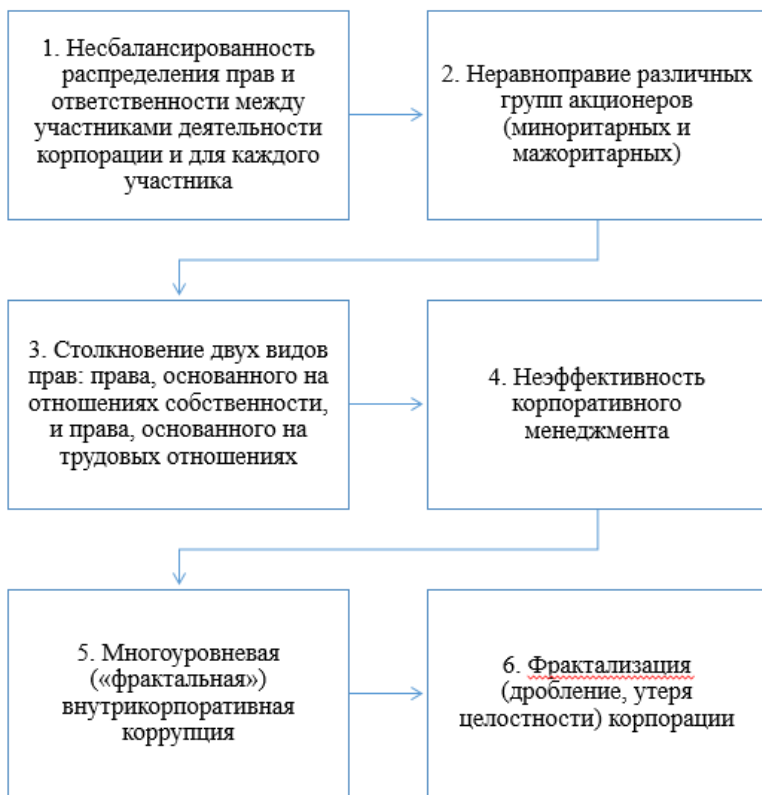 1. Несбалансированность
распределения прав и
ответственности между
участниками деятельности
корпорации и для каждого
участника
2. Неравноправие различных
групп акционеров
(миноритарных и
мажоритарных)
3. Столкновение двух видов
прав: права, основанного на
отношениях собственности,
и права, основанного на
трудовых отношениях
4. Неэффективность
корпоративного
менеджмента
5. Многоуровневая
(«фрактальная»)
внутрикорпоративная
коррупция
6. Фрактализация
(дробление, утеря
целостности) корпорации